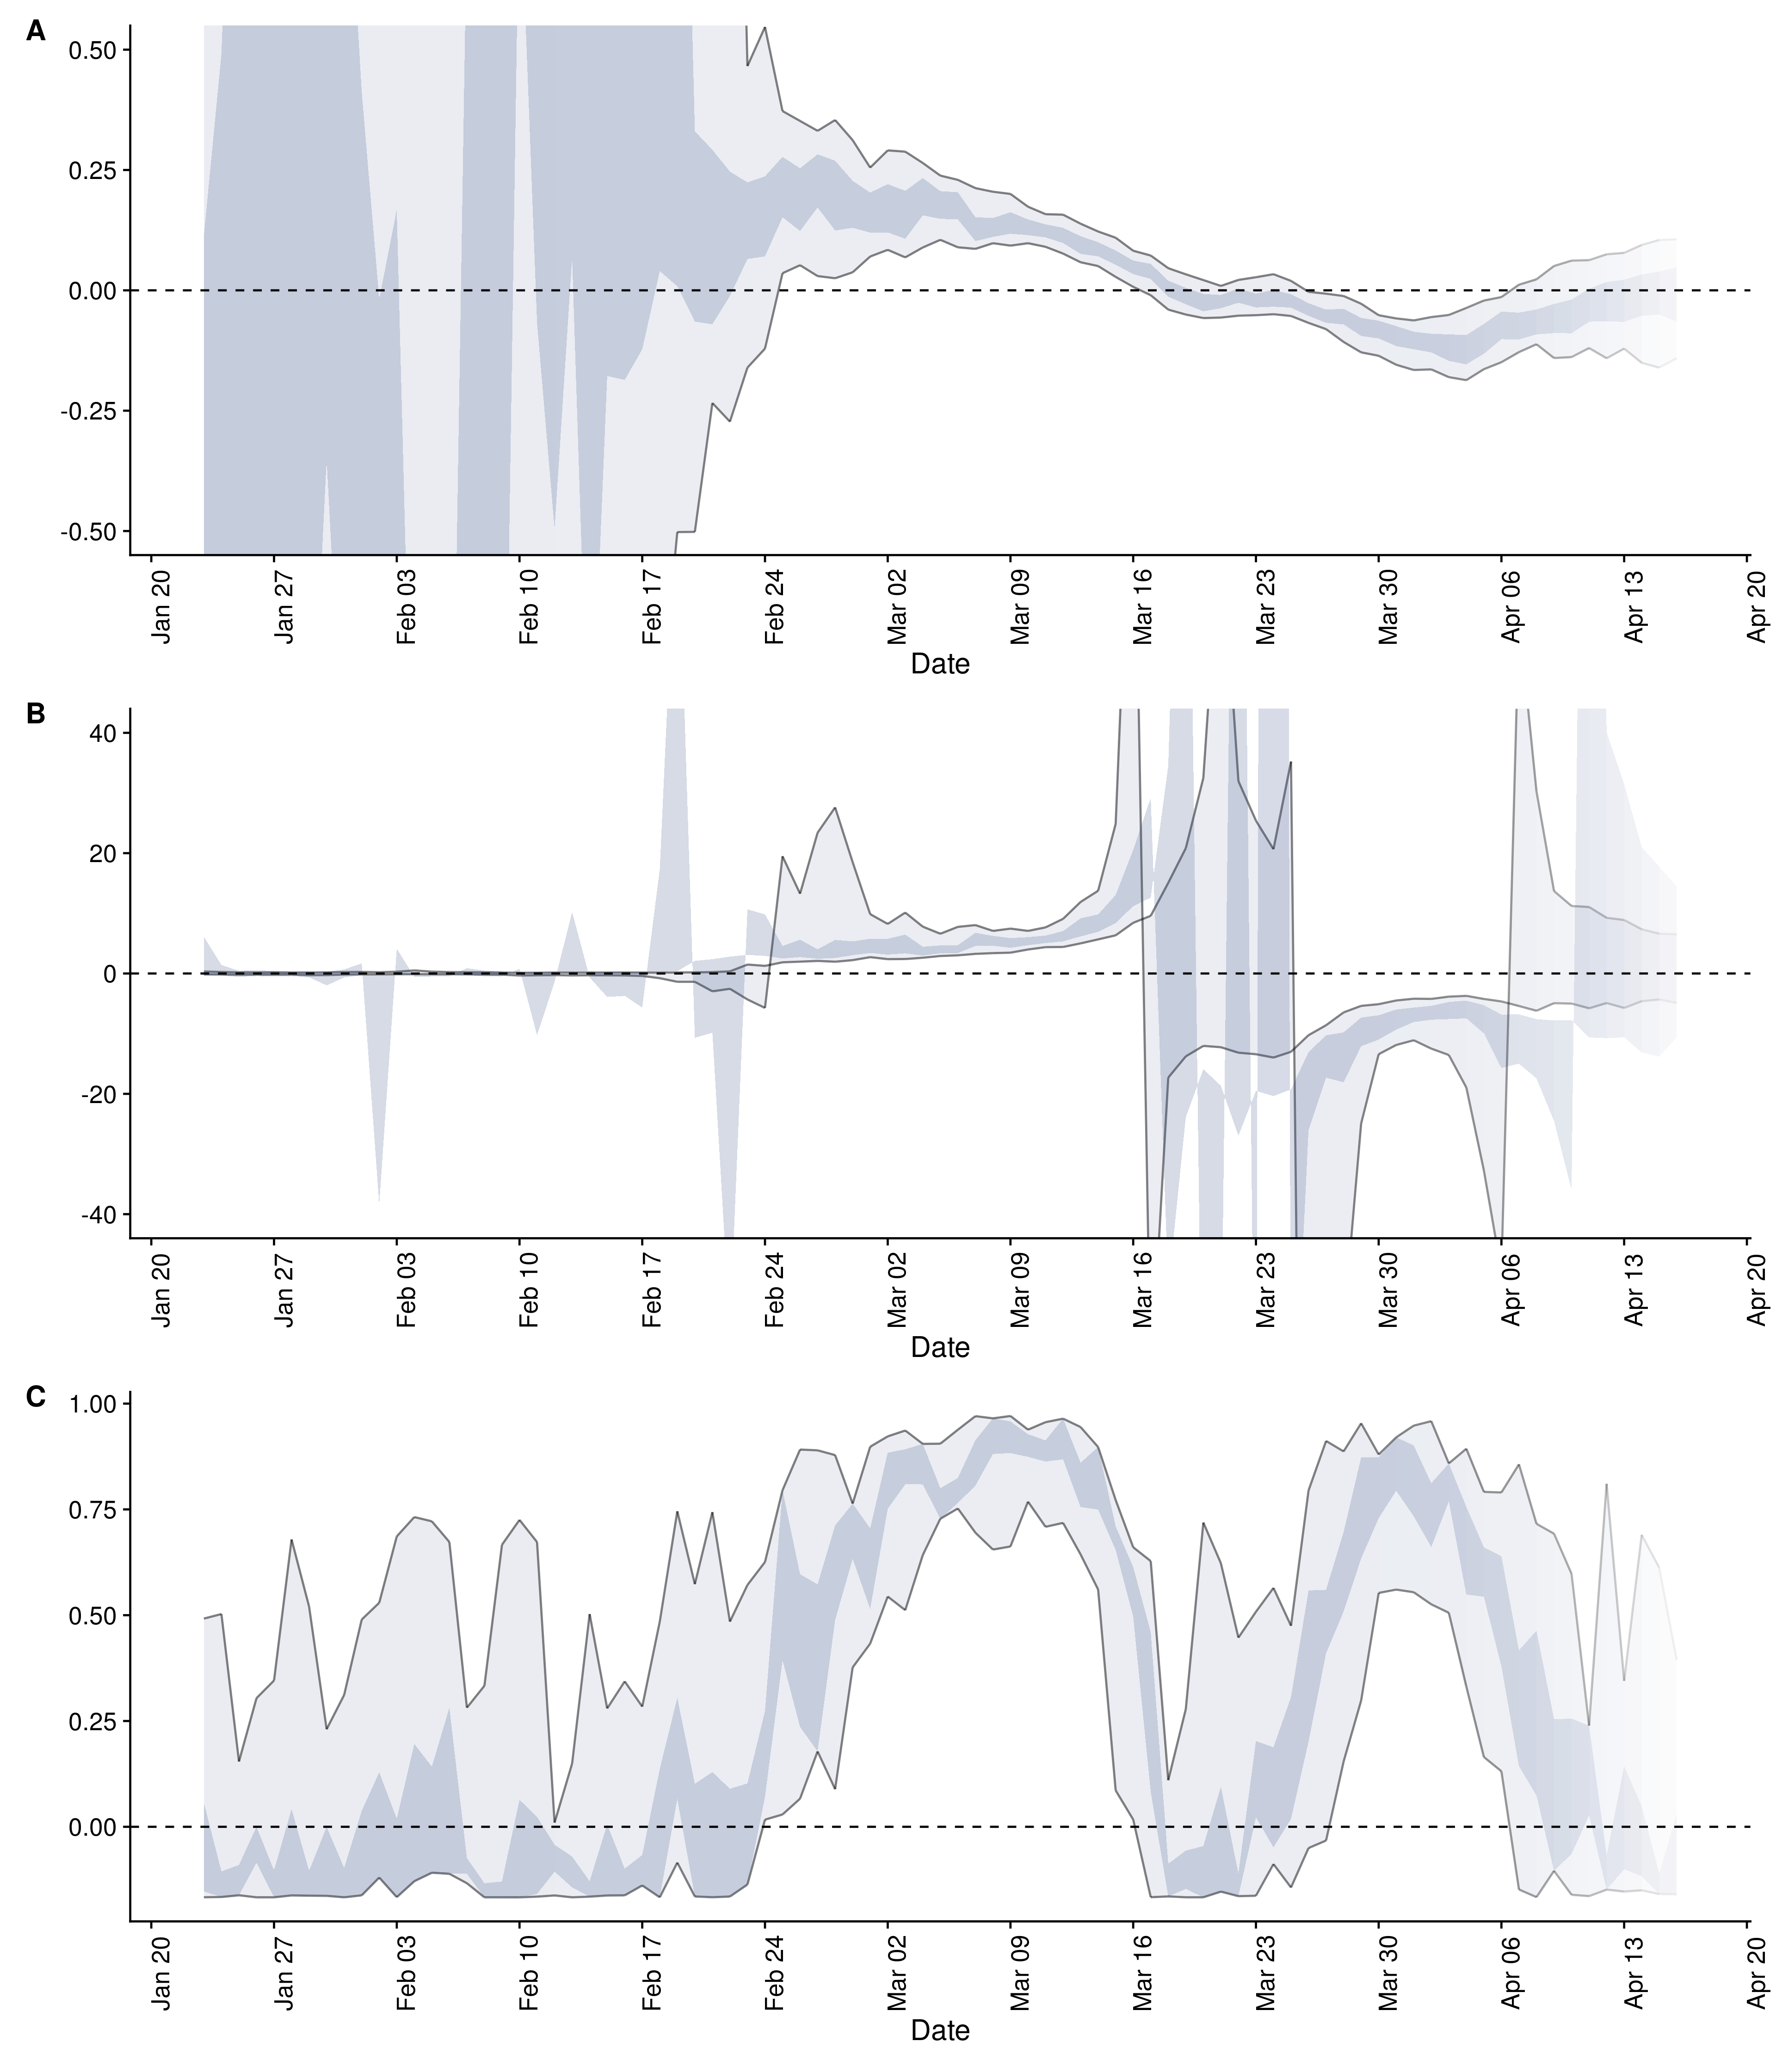 A
0.50
0.25
0.00
-0.25
-0.50
Jan 20
Jan 27
Feb 03
Feb 10
Feb 17
Feb 24
Mar 02
Mar 09
Mar 16
Mar 23
Mar 30
Apr 06
Apr 13
Apr 20
Date
B
40
20
0
-20
-40
Jan 20
Jan 27
Feb 03
Feb 10
Feb 17
Feb 24
Mar 02
Mar 09
Mar 16
Mar 23
Mar 30
Apr 06
Apr 13
Apr 20
Date
C
1.00
0.75
0.50
0.25
0.00
Jan 20
Jan 27
Feb 03
Feb 10
Feb 17
Feb 24
Mar 02
Mar 09
Mar 16
Mar 23
Mar 30
Apr 06
Apr 13
Apr 20
Date